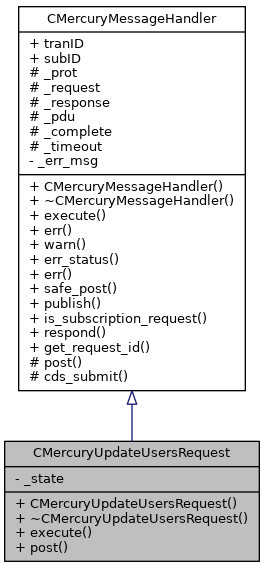 CMercuryMessageHandler
+ tranID
+ subID
# _prot
# _request
# _response
# _pdu
# _complete
# _timeout
- _err_msg
+ CMercuryMessageHandler()
+ ~CMercuryMessageHandler()
+ execute()
+ err()
+ warn()
+ err_status()
+ err()
+ safe_post()
+ publish()
+ is_subscription_request()
+ respond()
+ get_request_id()
# post()
# cds_submit()
CMercuryUpdateUsersRequest
- _state
+ CMercuryUpdateUsersRequest()
+ ~CMercuryUpdateUsersRequest()
+ execute()
+ post()